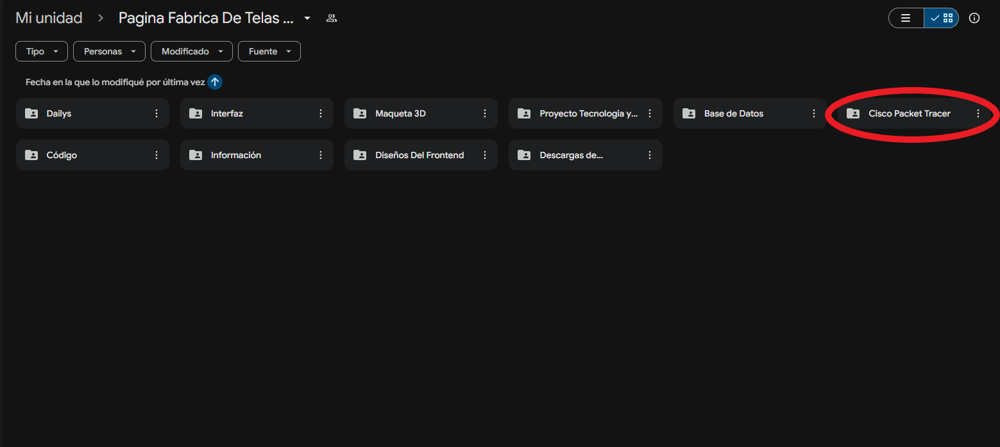 Mi unidad Pagina Fabrica De Telas ...
Tipo Personas Modificado Fuente
Fecha en la que lo modifiqué por última vez
Dailys Interfaz Maqueta 3D Proyecto Tecnologia y... Base de Datos Cisco Packet Tracer
Código Información Diseños Del Frontend Descargas de...